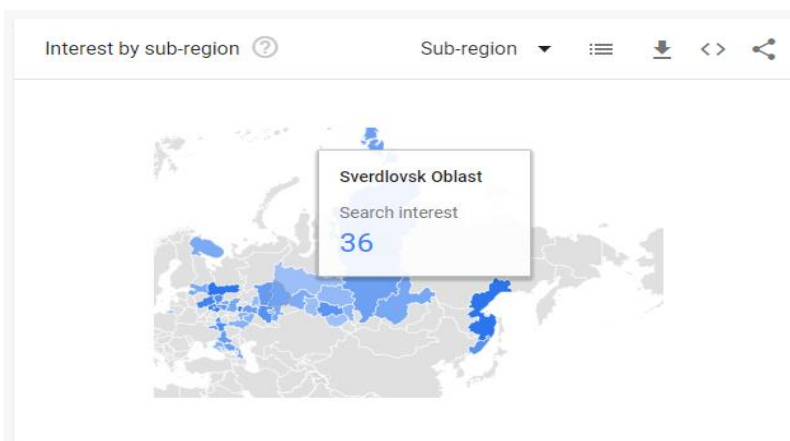 Interest by sub-region
Sub-region
Sverdlovsk Oblast
Search interest
36